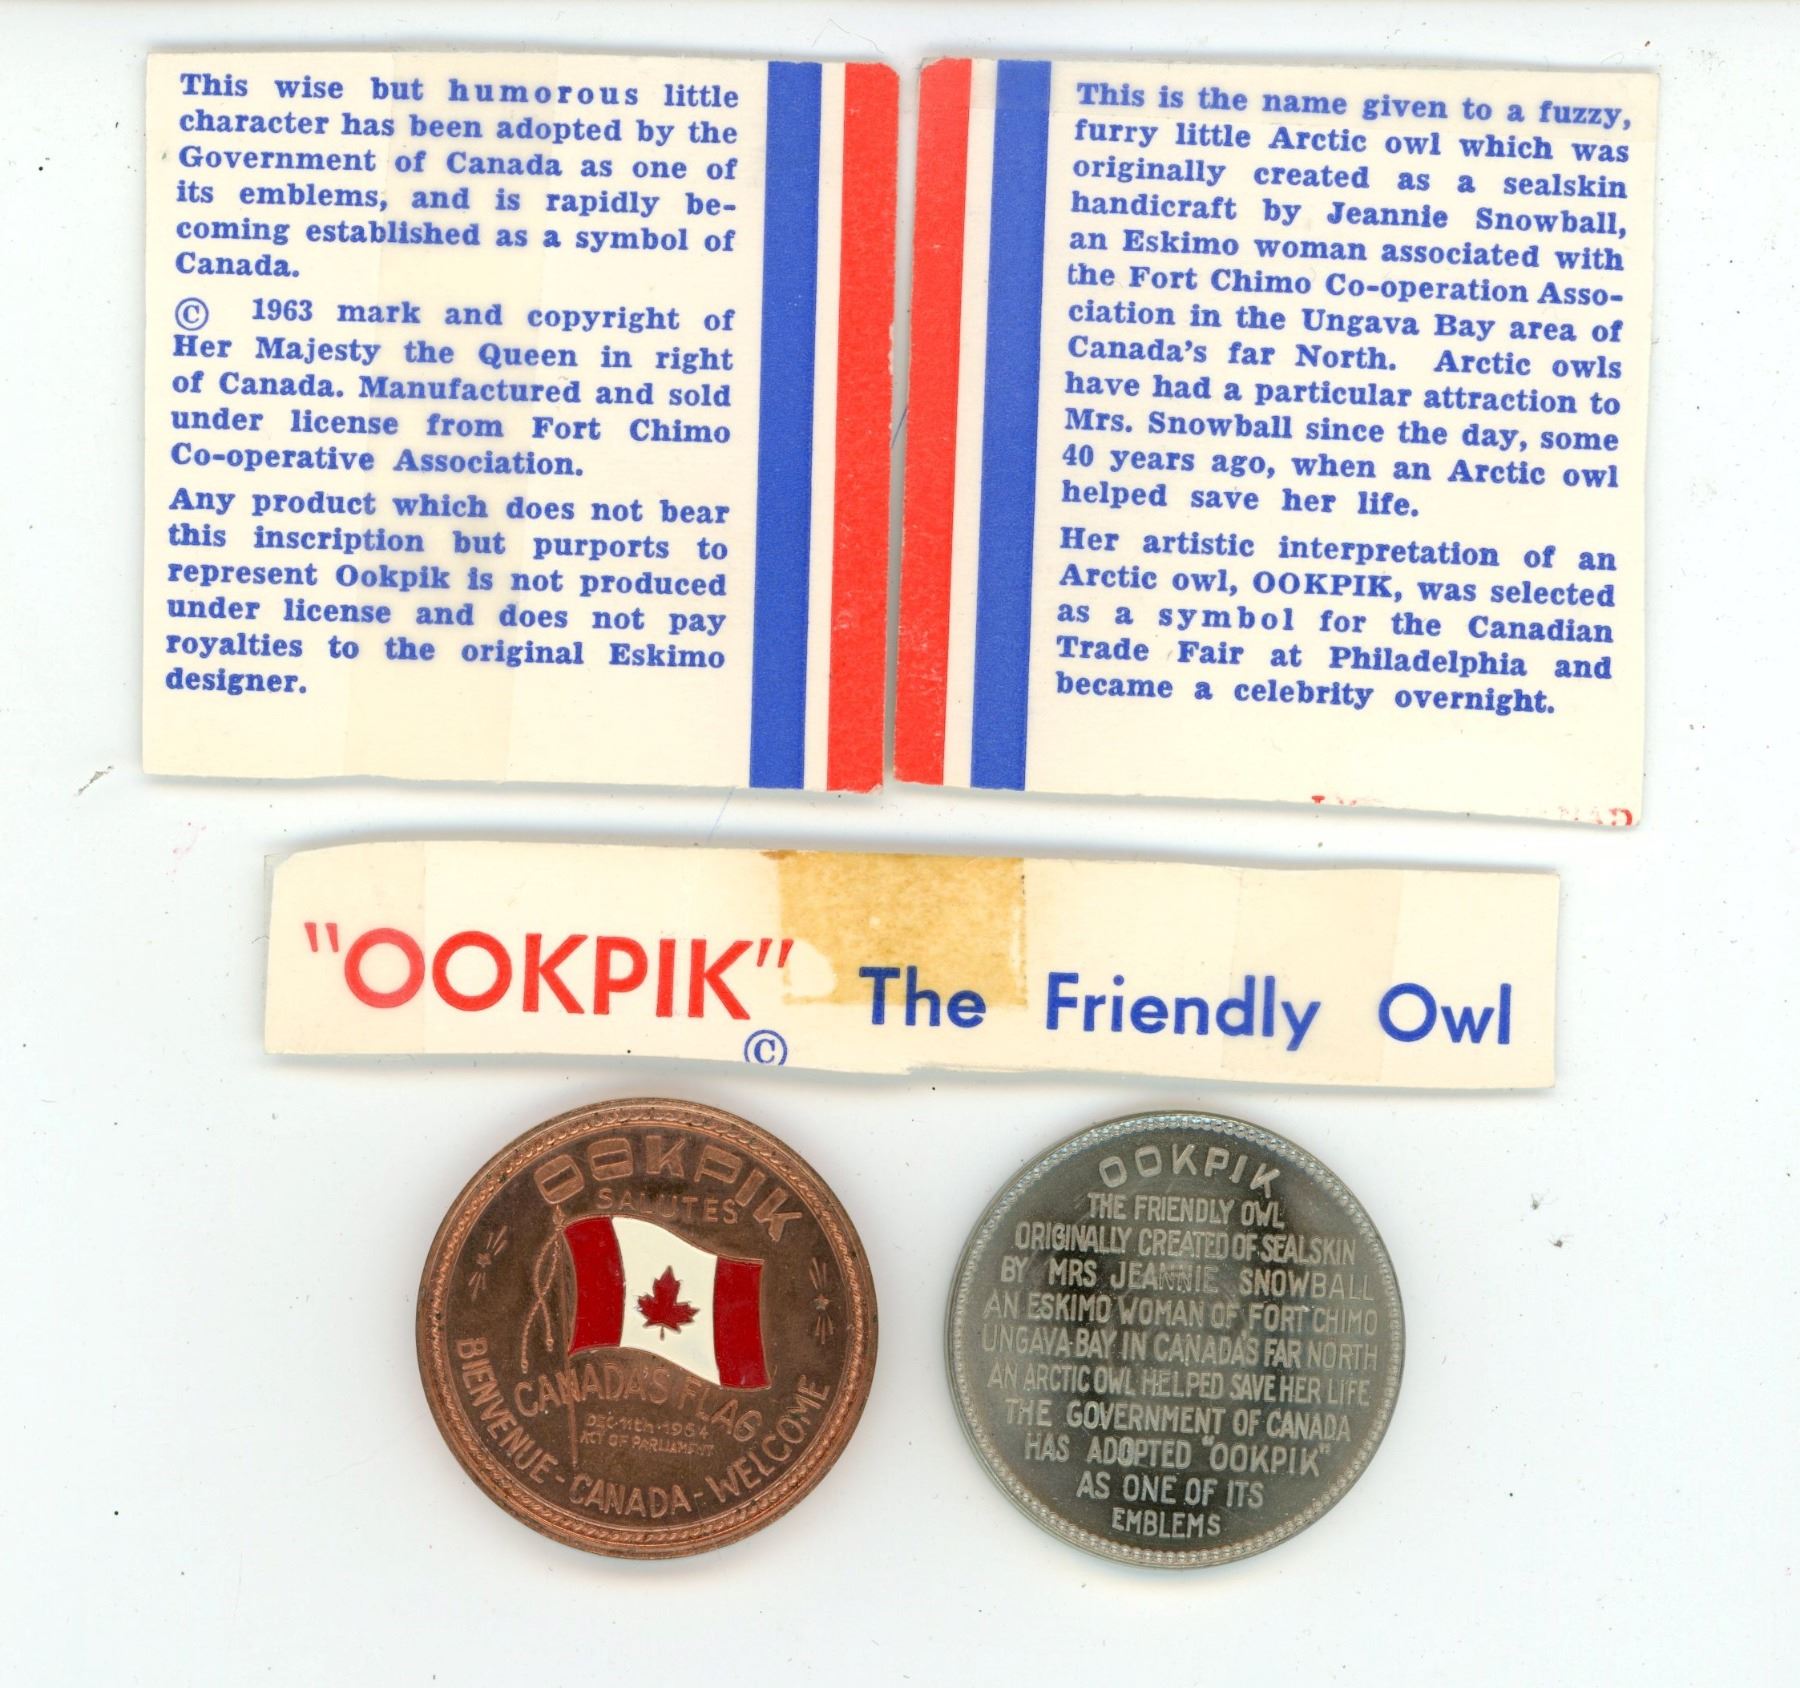 This wise but humorous little
character has been adopted by the
Government of Canada as one of
its emblems, and is rapidly be-
coming established as a symbol of
Canada.
© 1963 mark and copyright of
Her Majesty the Queen in right
of Canada. Manufactured and sold
under license from Fort Chimo
Co-operative Association.
Any product which does not bear
this inscription but purports to
represent Ookpik is not produced
under license and does not pay
royalties to the original Eskimo
designer.
This is the name given to a fuzzy,
furry little Arctic owl which was
originally created as a sealskin
handicraft by Jeannie Snowball,
an Eskimo woman associated with
the Fort Chimo Co-operation Asso-
ciation in the Ungava Bay area of
Canada's far North. Arctic owls
have had a particular attraction to
Mrs. Snowball since the day, some
40 years ago, when an Arctic owl
helped save her life.
Her artistic interpretation of an
Arctic owl, OOKPIK, was selected
as a symbol for the Canadian
Trade Fair at Philadelphia and
became a celebrity overnight.
"OOKPIK" The Friendly Owl
©
OOKPIK
SALUTES
CANADA'S FLAG
DEC. 11th · 1964
ACT OF PARLIAMENT
BIENVENUE - CANADA - WELCOME
OOKPIK
THE FRIENDLY OWL
ORIGINALLY CREATED OF SEALSKIN
BY MRS JEANNIE SNOWBALL
AN ESKIMO WOMAN OF FORT CHIMO
UNGAVA-BAY IN CANADA'S FAR NORTH
AN ARCTIC OWL HELPED SAVE HER LIFE
THE GOVERNMENT OF CANADA
HAS ADOPTED "OOKPIK"
AS ONE OF ITS
EMBLEMS